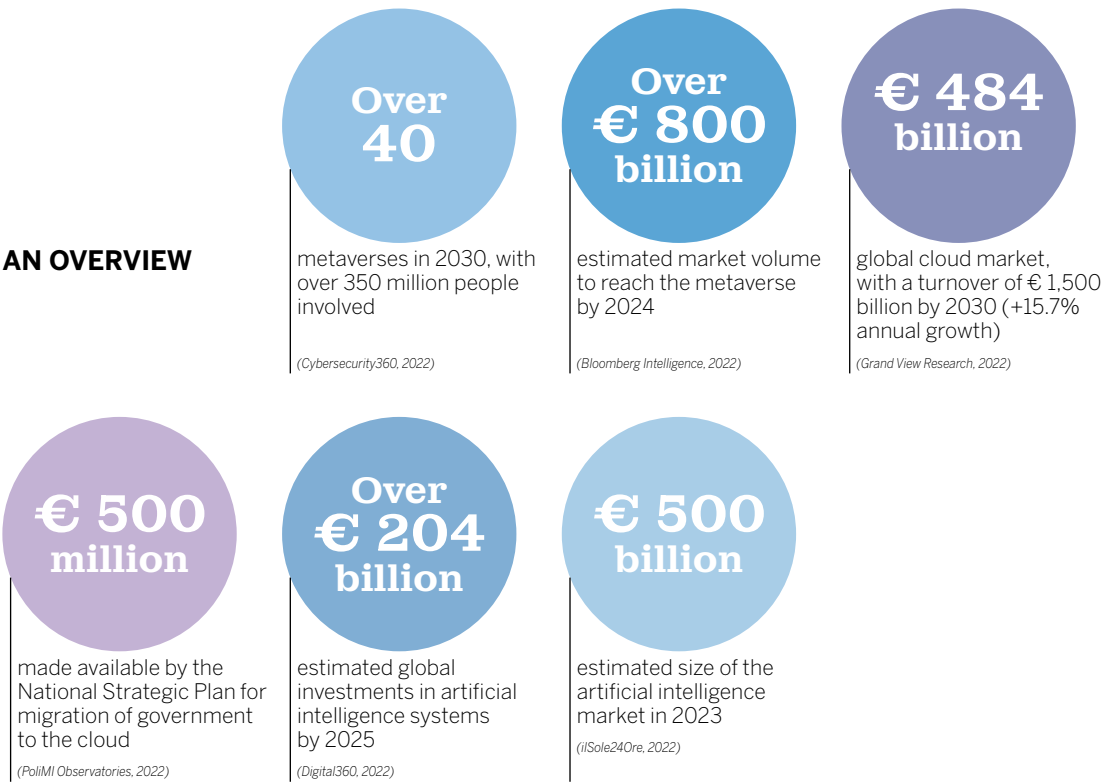 AN OVERVIEW
Over
40
metaverses in 2030, with
over 350 million people
involved
(Cybersecurity360, 2022)
Over
€ 800
billion
estimated market volume
to reach the metaverse
by 2024
(Bloomberg Intelligence, 2022)
€ 484
billion
global cloud market,
with a turnover of € 1,500
billion by 2030 (+15.7%
annual growth)
(Grand View Research, 2022)
€ 500
million
made available by the
National Strategic Plan for
migration of government
to the cloud
(PoliMI Observatories, 2022)
Over
€ 204
billion
estimated global
investments in artificial
intelligence systems
by 2025
(Digital360, 2022)
€ 500
billion
estimated size of the
artificial intelligence
market in 2023
(ilSole24Ore, 2022)